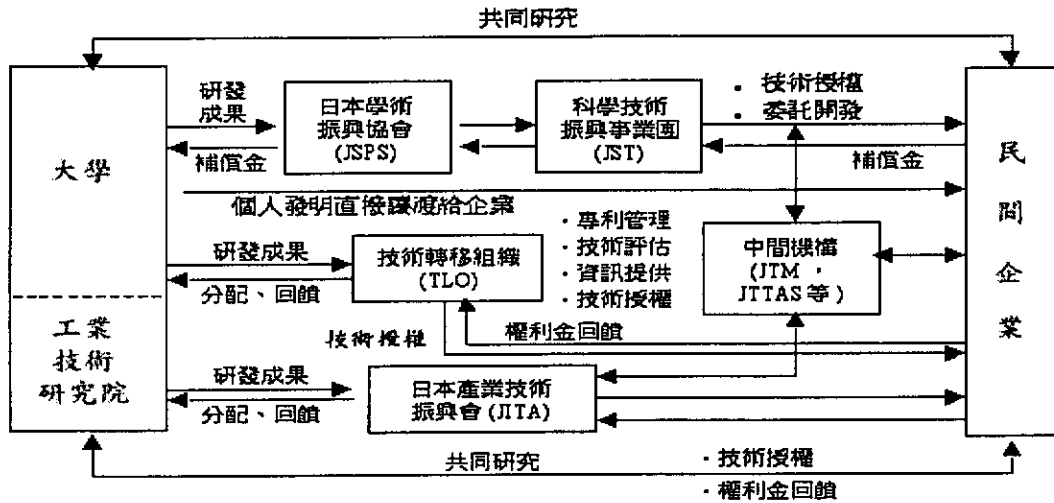 共同研究
大學
研發
成果
補償金
日本學術
振興協會
(JSPS)
科學技術
振興事業團
(JST)
．技術授權
．委託開發
補償金
民間企業
個人發明直接讓渡給企業
研發成果
分配、回饋
技術轉移組織
(TLO)
．專利管理
．技術評估
．資訊提供
．技術授權
中間機構
(JTM，
JTTAS等)
權利金回饋
技術授權
工業
技術
研究院
研發成果
分配、回饋
日本產業技術
振興會(JITA)
共同研究
．技術授權
．權利金回饋